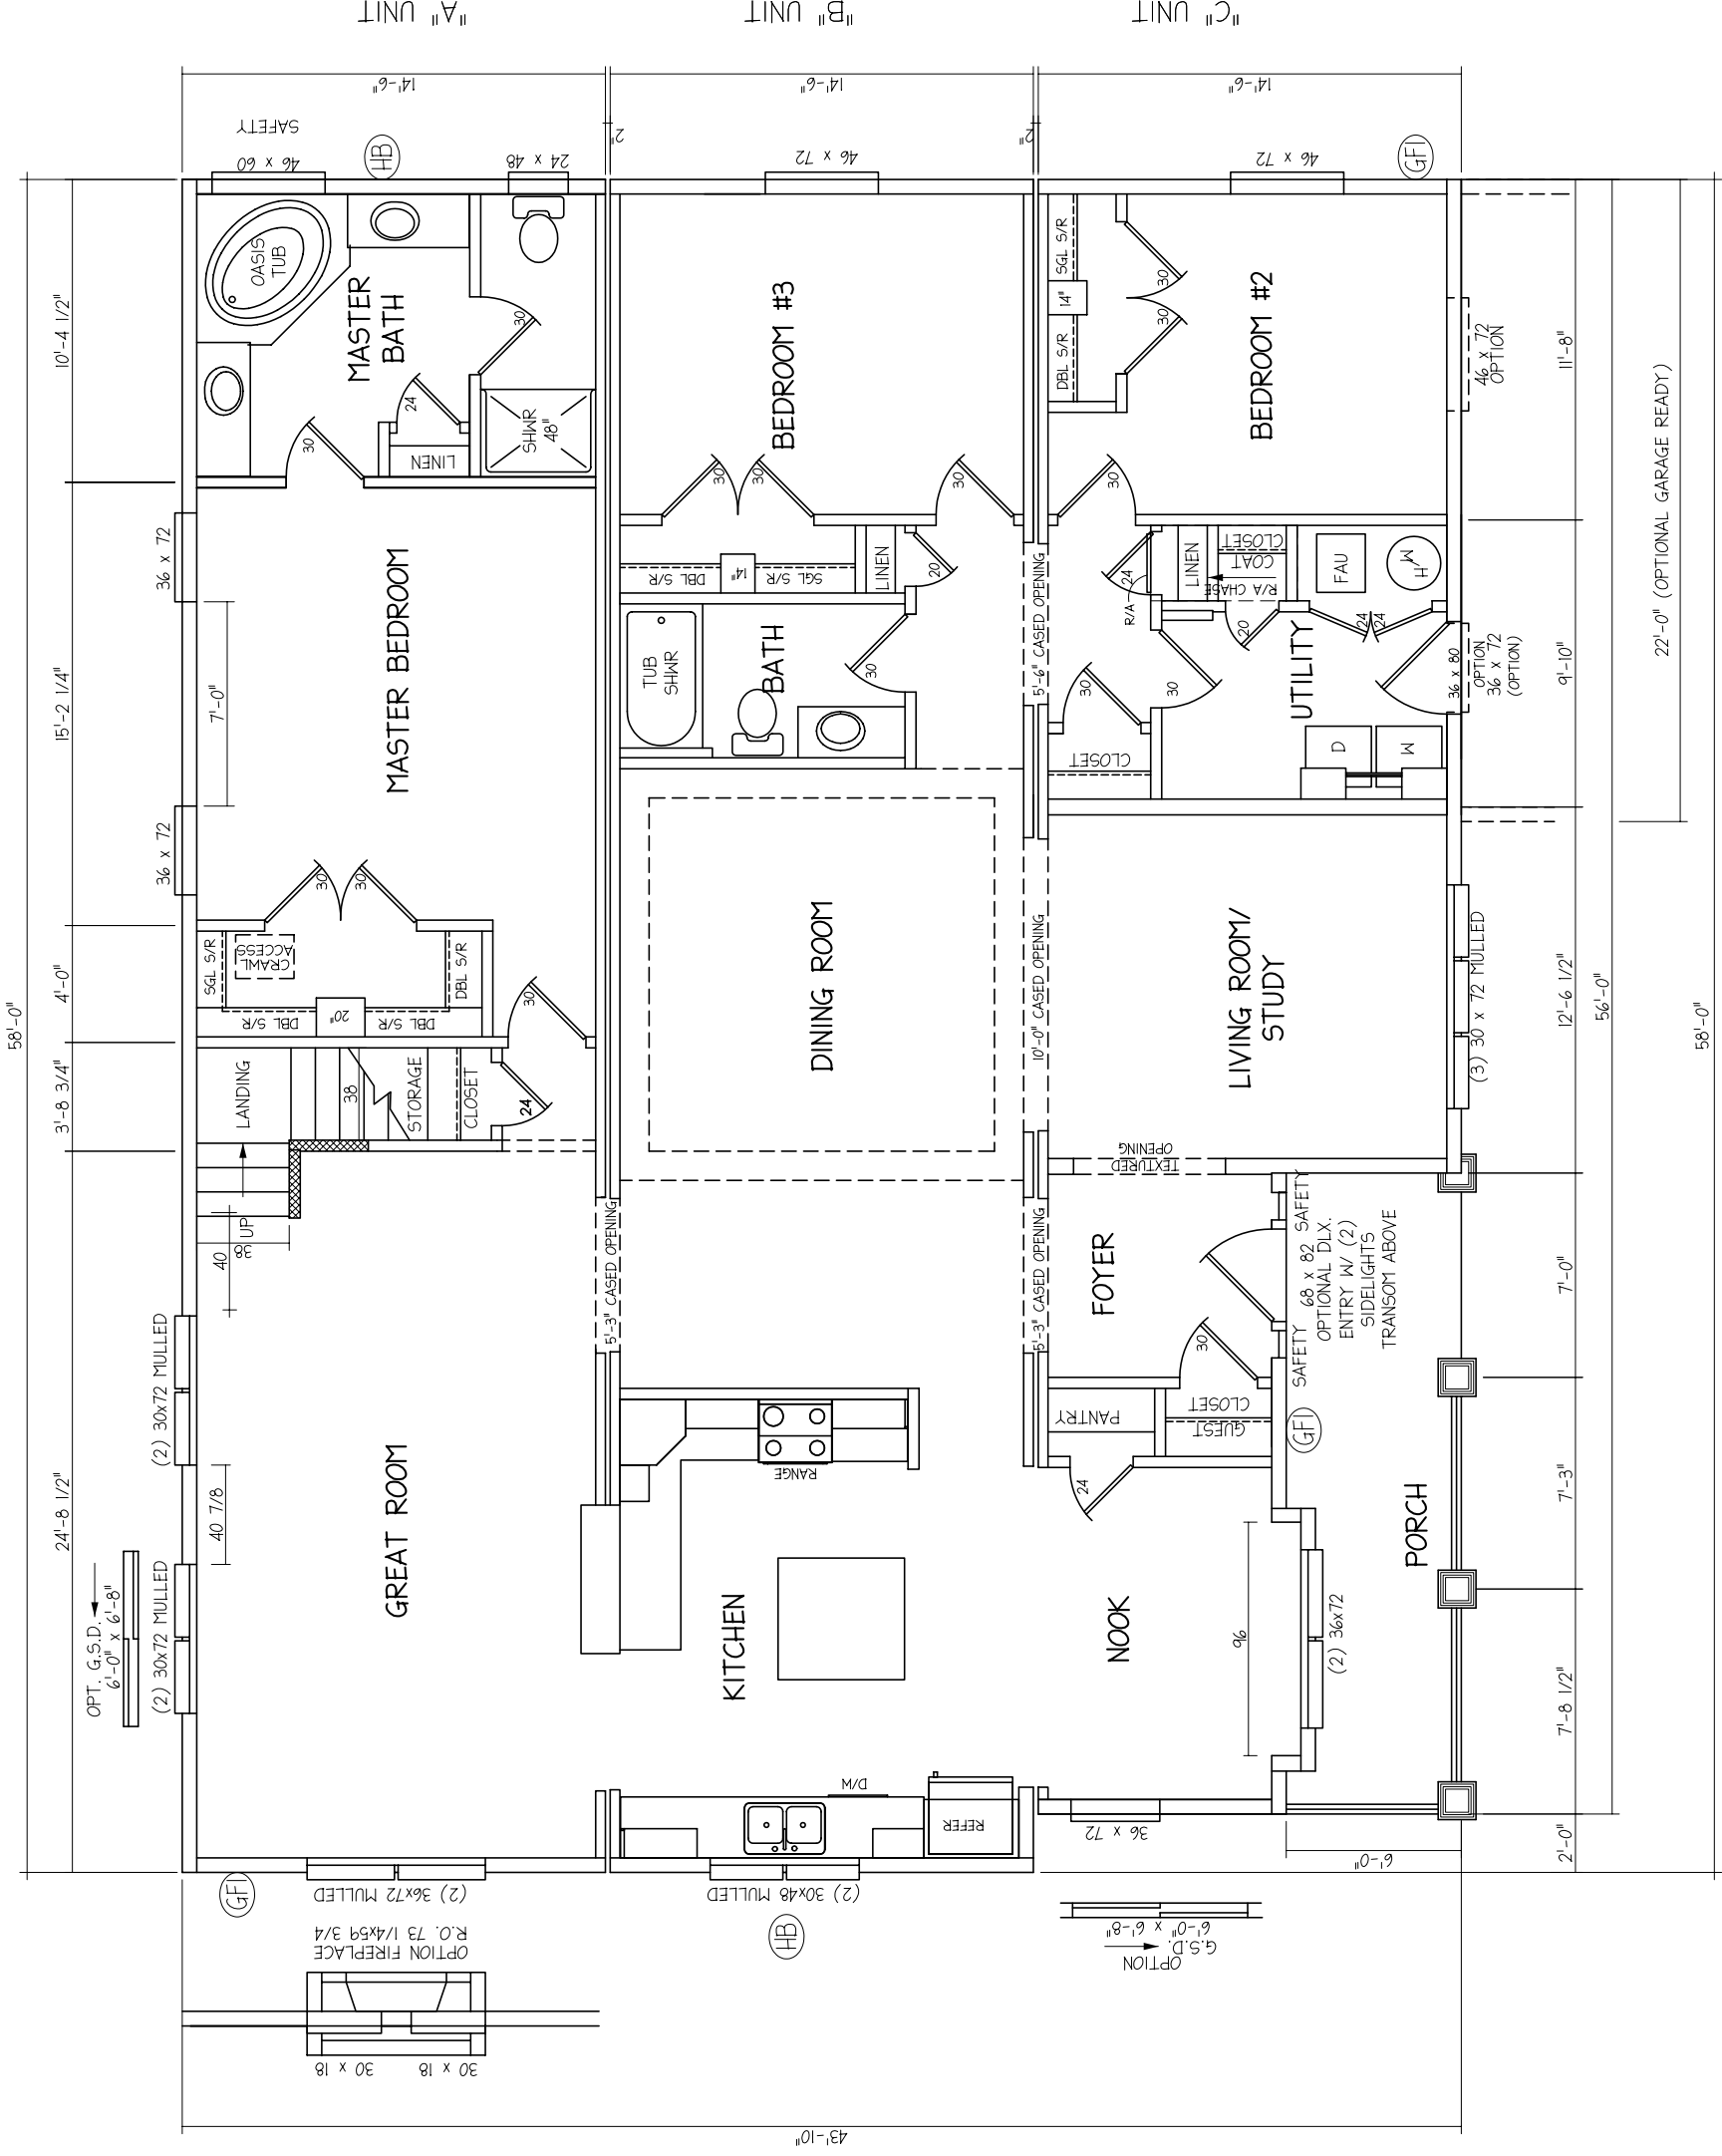 "A" UNIT
"B" UNIT
"C" UNIT
14'-6"
14'-6"
14'-6"
2"
2"
SAFETY
46 x 60
HB
24 x 48
46 x 72
46 x 72
GFI
58'-0"
10'-4 1/2"
15'-2 1/4"
4'-0"
3'-8 3/4"
24'-8 1/2"
36 x 72
7'-0"
36 x 72
OASIS
TUB
MASTER
BATH
30
30
24
LINEN
SHWR
48"
MASTER BEDROOM
30
30
SGL S/R
CRAWL
ACCESS
DBL S/R
DBL S/R
20"
DBL S/R
30
LANDING
38
STORAGE
CLOSET
24
UP
38
40
(2) 30x72 MULLED
40 7/8
(2) 30x72 MULLED
OPT. G.S.D.
6'-0" x 6'-8"
GREAT ROOM
5'-3" CASED OPENING
BEDROOM #3
30
30
30
DBL S/R
14"
SGL S/R
LINEN
20
TUB
SHWR
BATH
30
DINING ROOM
5'-6" CASED OPENING
10'-0" CASED OPENING
5'-3" CASED OPENING
RANGE
KITCHEN
D/W
REFER
SGL S/R
14"
DBL S/R
30
30
BEDROOM #2
30
24
R/A
LINEN
COAT
CLOSET
R/A CHASE
FAU
W/H
20
24
24
30
30
UTILITY
CLOSET
D
W
36 x 80
OPTION
36 x 72
(OPTION)
46 x 72
OPTION
LIVING ROOM/
STUDY
(3) 30 x 72 MULLED
TEXTURED
OPENING
FOYER
SAFETY 68 x 82 SAFETY
OPTIONAL DLX.
ENTRY W/ (2)
SIDELIGHTS
TRANSOM ABOVE
30
PANTRY
GUEST
CLOSET
24
GFI
NOOK
96
(2) 36x72
PORCH
36 x 72
6'-0"
11'-8"
9'-10"
12'-6 1/2"
7'-0"
7'-3"
7'-8 1/2"
2'-0"
56'-0"
22'-0" (OPTIONAL GARAGE READY)
58'-0"
GFI
(2) 36x72 MULLED
OPTION FIREPLACE
R.O. 73 1/4x59 3/4
30 x 18
30 x 18
(2) 30x48 MULLED
HB
OPTION
G.S.D.
6'-0" x 6'-8"
43'-10"